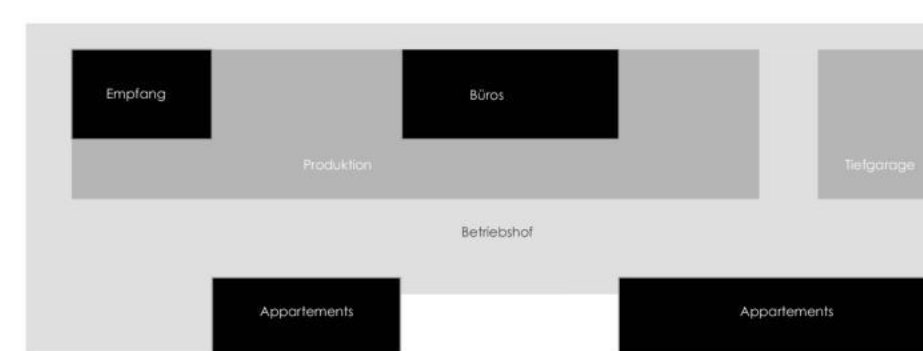 Empfang
Büros
Produktion
Tiefgarage
Betriebshof
Appartements
Appartements